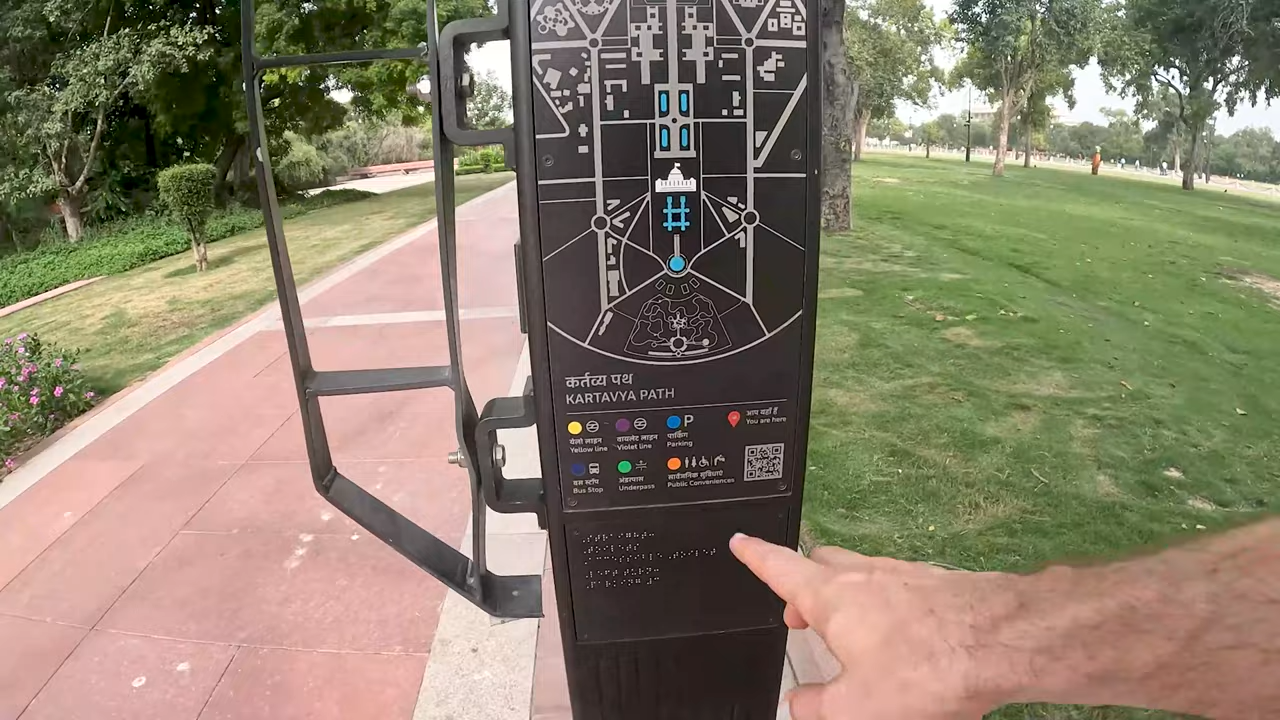 कर्तव्य पथ
KARTAVYA PATH
येलो लाइन
Yellow line
वायलेट लाइन
Violet line
P
पार्किंग
Parking
आप यहाँ हैं
You are here
बस स्टॉप
Bus Stop
अंडरपास
Underpass
सार्वजनिक सुविधाएं
Public Conveniences